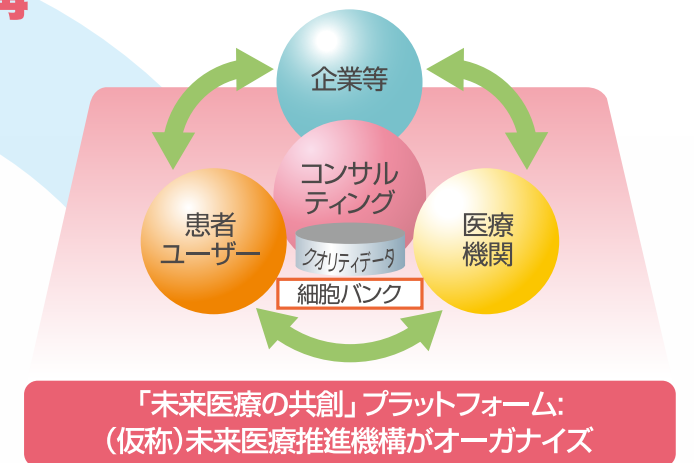 企業等
コンサル
ティング
患者
ユーザー
医療
機関
クオリティデータ
細胞バンク
「未来医療の共創」プラットフォーム:
（仮称）未来医療推進機構がオーガナイズ